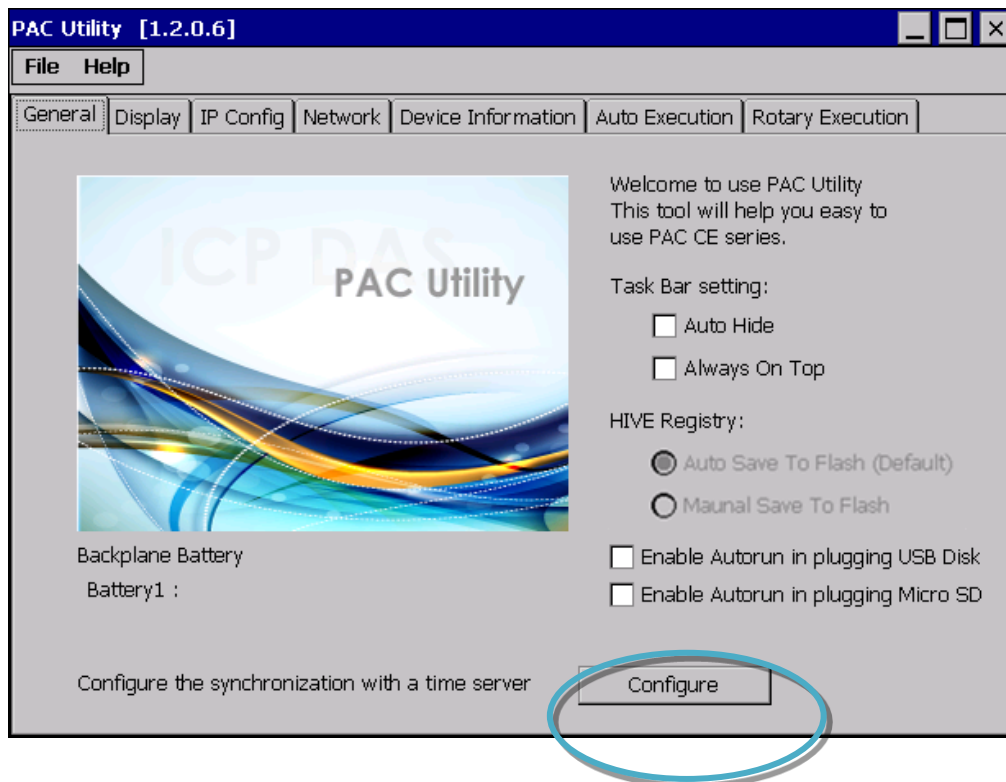 PAC Utility [1.2.0.6]
File Help
General Display IP Config Network Device Information Auto Execution Rotary Execution
ICP DAS
PAC Utility
Welcome to use PAC Utility
This tool will help you easy to
use PAC CE series.
Task Bar setting:
Auto Hide
Always On Top
HIVE Registry:
Auto Save To Flash (Default)
Maunal Save To Flash
Backplane Battery
Battery1 :
Enable Autorun in plugging USB Disk
Enable Autorun in plugging Micro SD
Configure the synchronization with a time server
Configure